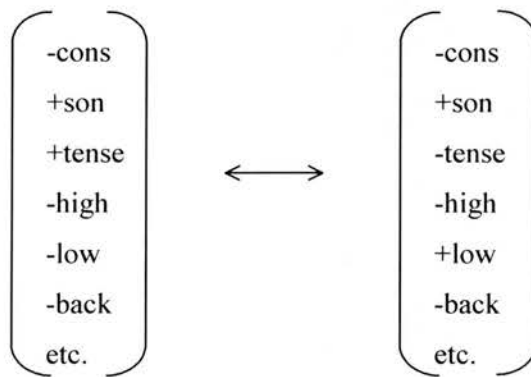 -cons -cons
+son +son
+tense -tense
-high -high
-low +low
-back -back
etc. etc.